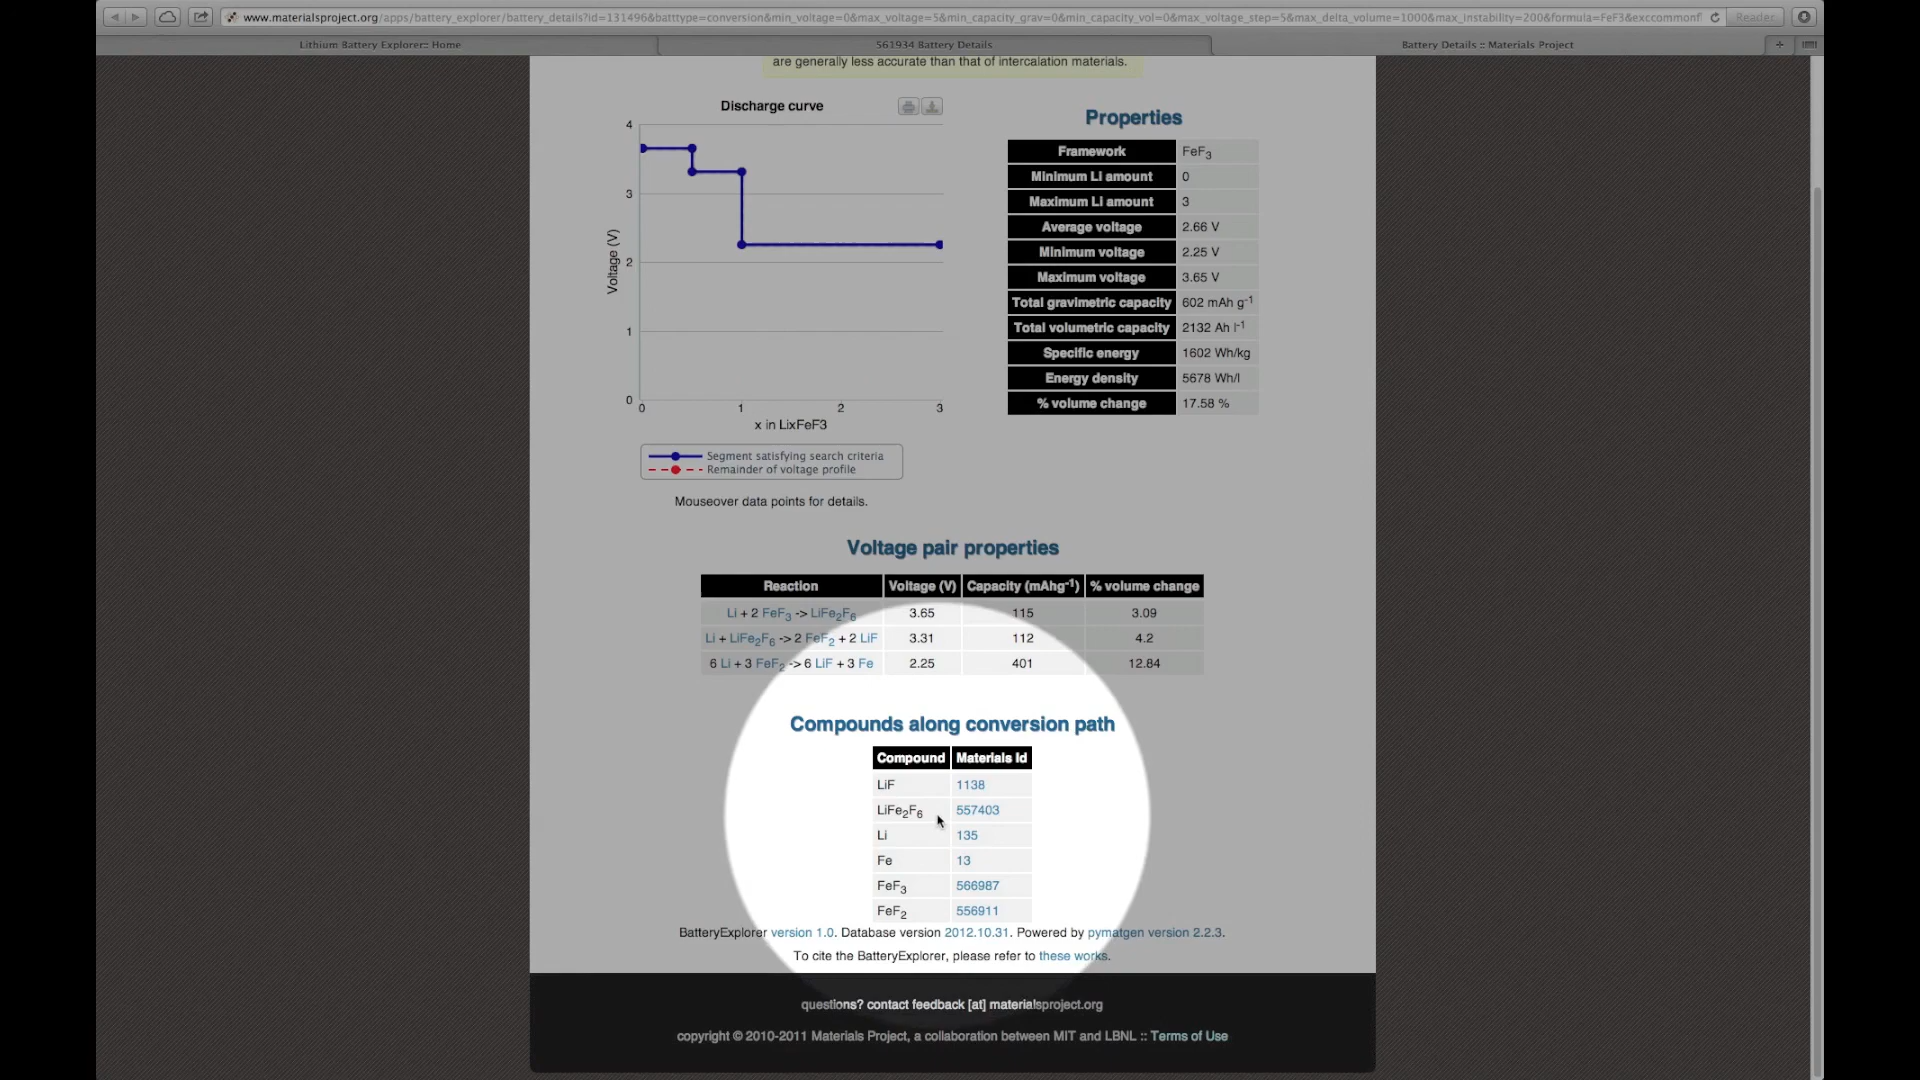 www.materialsproject.org/apps/battery_explorer/battery_details?id=131496&batttype=conversion&min_voltage=0&max_voltage=5&min_capacity_grav=0&min_capacity_vol=0&max_voltage_step=5&max_delta_volume=1000&max_instability=200&formula=FeF3&exccommonf
Reader
Lithium Battery Explorer:: Home
561934 Battery Details
Battery Details :: Materials Project
are generally less accurate than that of intercalation materials.
Discharge curve
Voltage (V)
4
3
2
1
0
0 1 2 3
x in LixFeF3
Segment satisfying search criteria
Remainder of voltage profile
Mouseover data points for details.
Properties
Framework FeF3
Minimum Li amount 0
Maximum Li amount 3
Average voltage 2.66 V
Minimum voltage 2.25 V
Maximum voltage 3.65 V
Total gravimetric capacity 602 mAh g-1
Total volumetric capacity 2132 Ah l-1
Specific energy 1602 Wh/kg
Energy density 5678 Wh/l
% volume change 17.58 %
Voltage pair properties
Reaction Voltage (V) Capacity (mAhg-1) % volume change
Li + 2 FeF3 -> LiFe2F6 3.65 115 3.09
Li + LiFe2F6 -> 2 FeF2 + 2 LiF 3.31 112 4.2
6 Li + 3 FeF2 -> 6 LiF + 3 Fe 2.25 401 12.84
Compounds along conversion path
Compound Materials Id
LiF 1138
LiFe2F6 557403
Li 135
Fe 13
FeF3 566987
FeF2 556911
BatteryExplorer version 1.0. Database version 2012.10.31. Powered by pymatgen version 2.2.3.
To cite the BatteryExplorer, please refer to these works.
questions? contact feedback [at] materialsproject.org
copyright © 2010-2011 Materials Project, a collaboration between MIT and LBNL :: Terms of Use